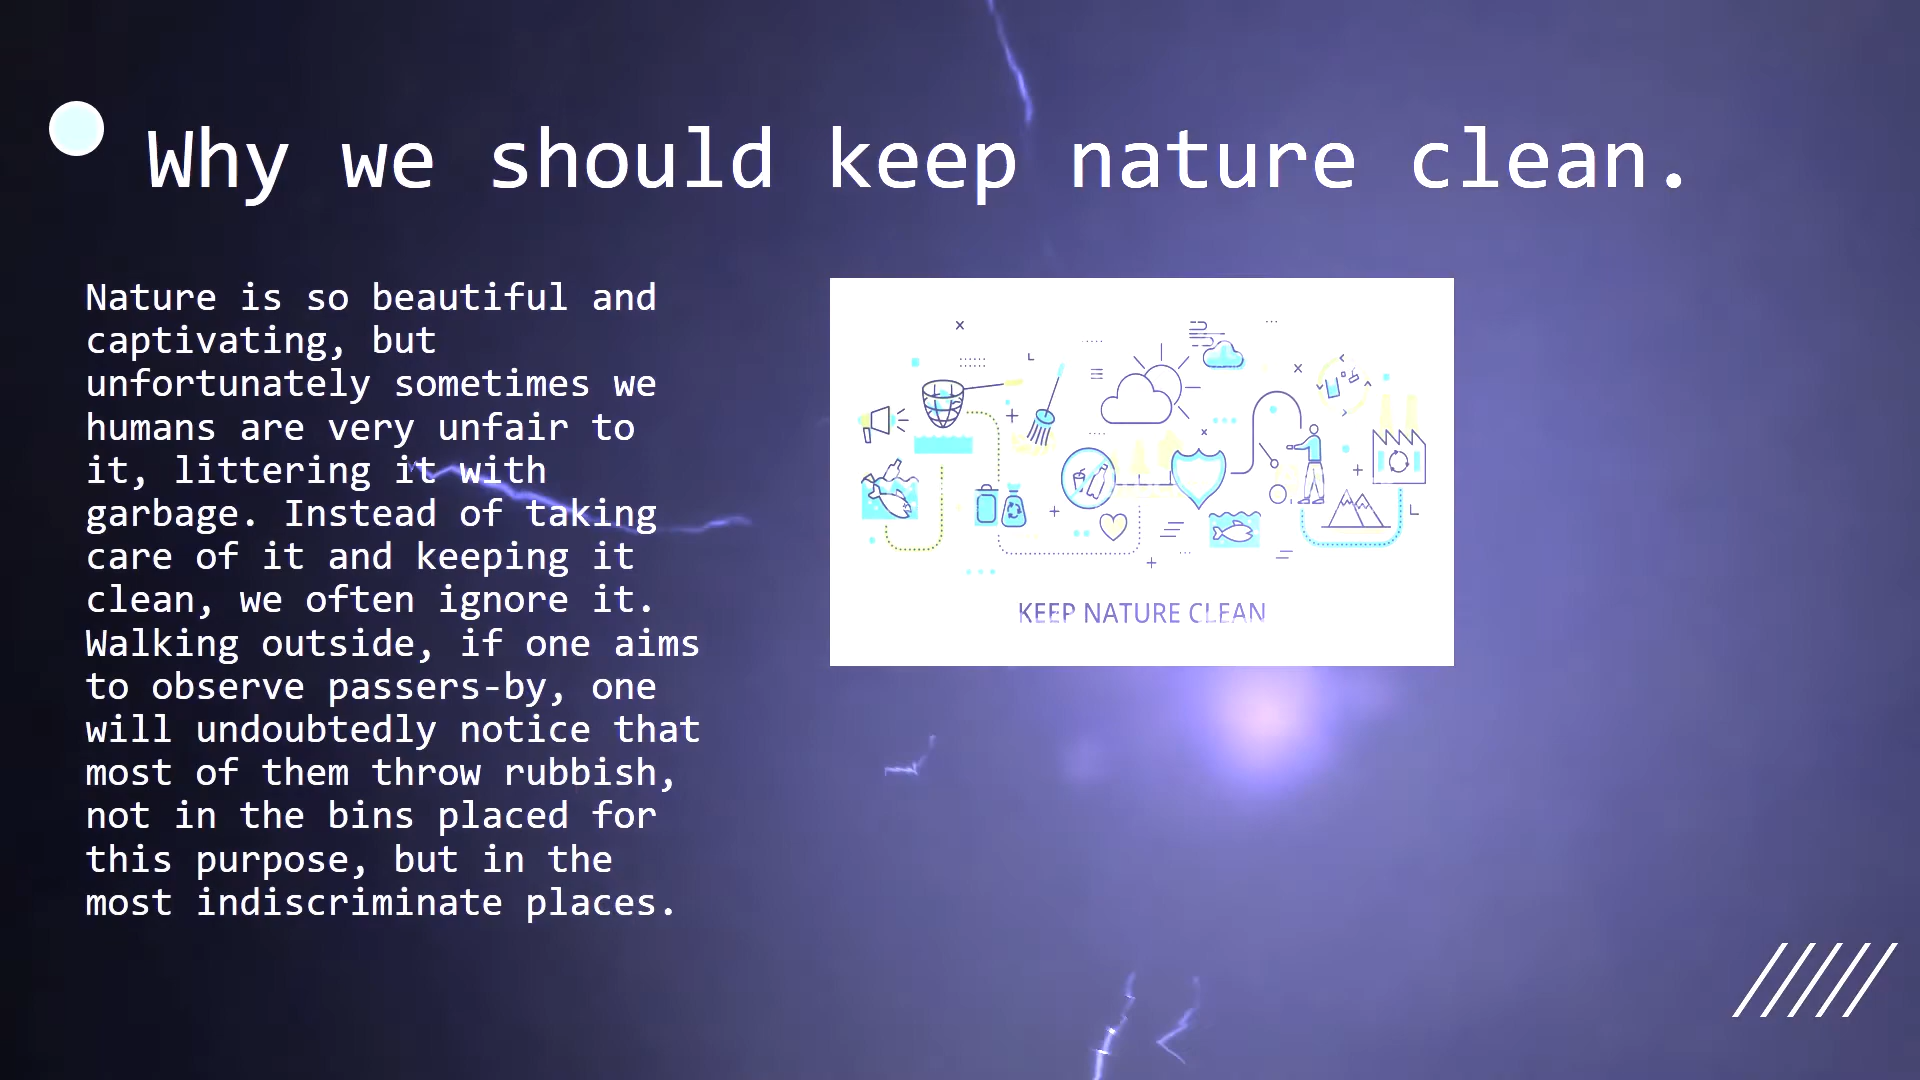 Why we should keep nature clean.
Nature is so beautiful and
captivating, but
unfortunately sometimes we
humans are very unfair to
it, littering it with
garbage. Instead of taking
care of it and keeping it
clean, we often ignore it.
Walking outside, if one aims
to observe passers-by, one
will undoubtedly notice that
most of them throw rubbish,
not in the bins placed for
this purpose, but in the
most indiscriminate places.
KEEP NATURE CLEAN